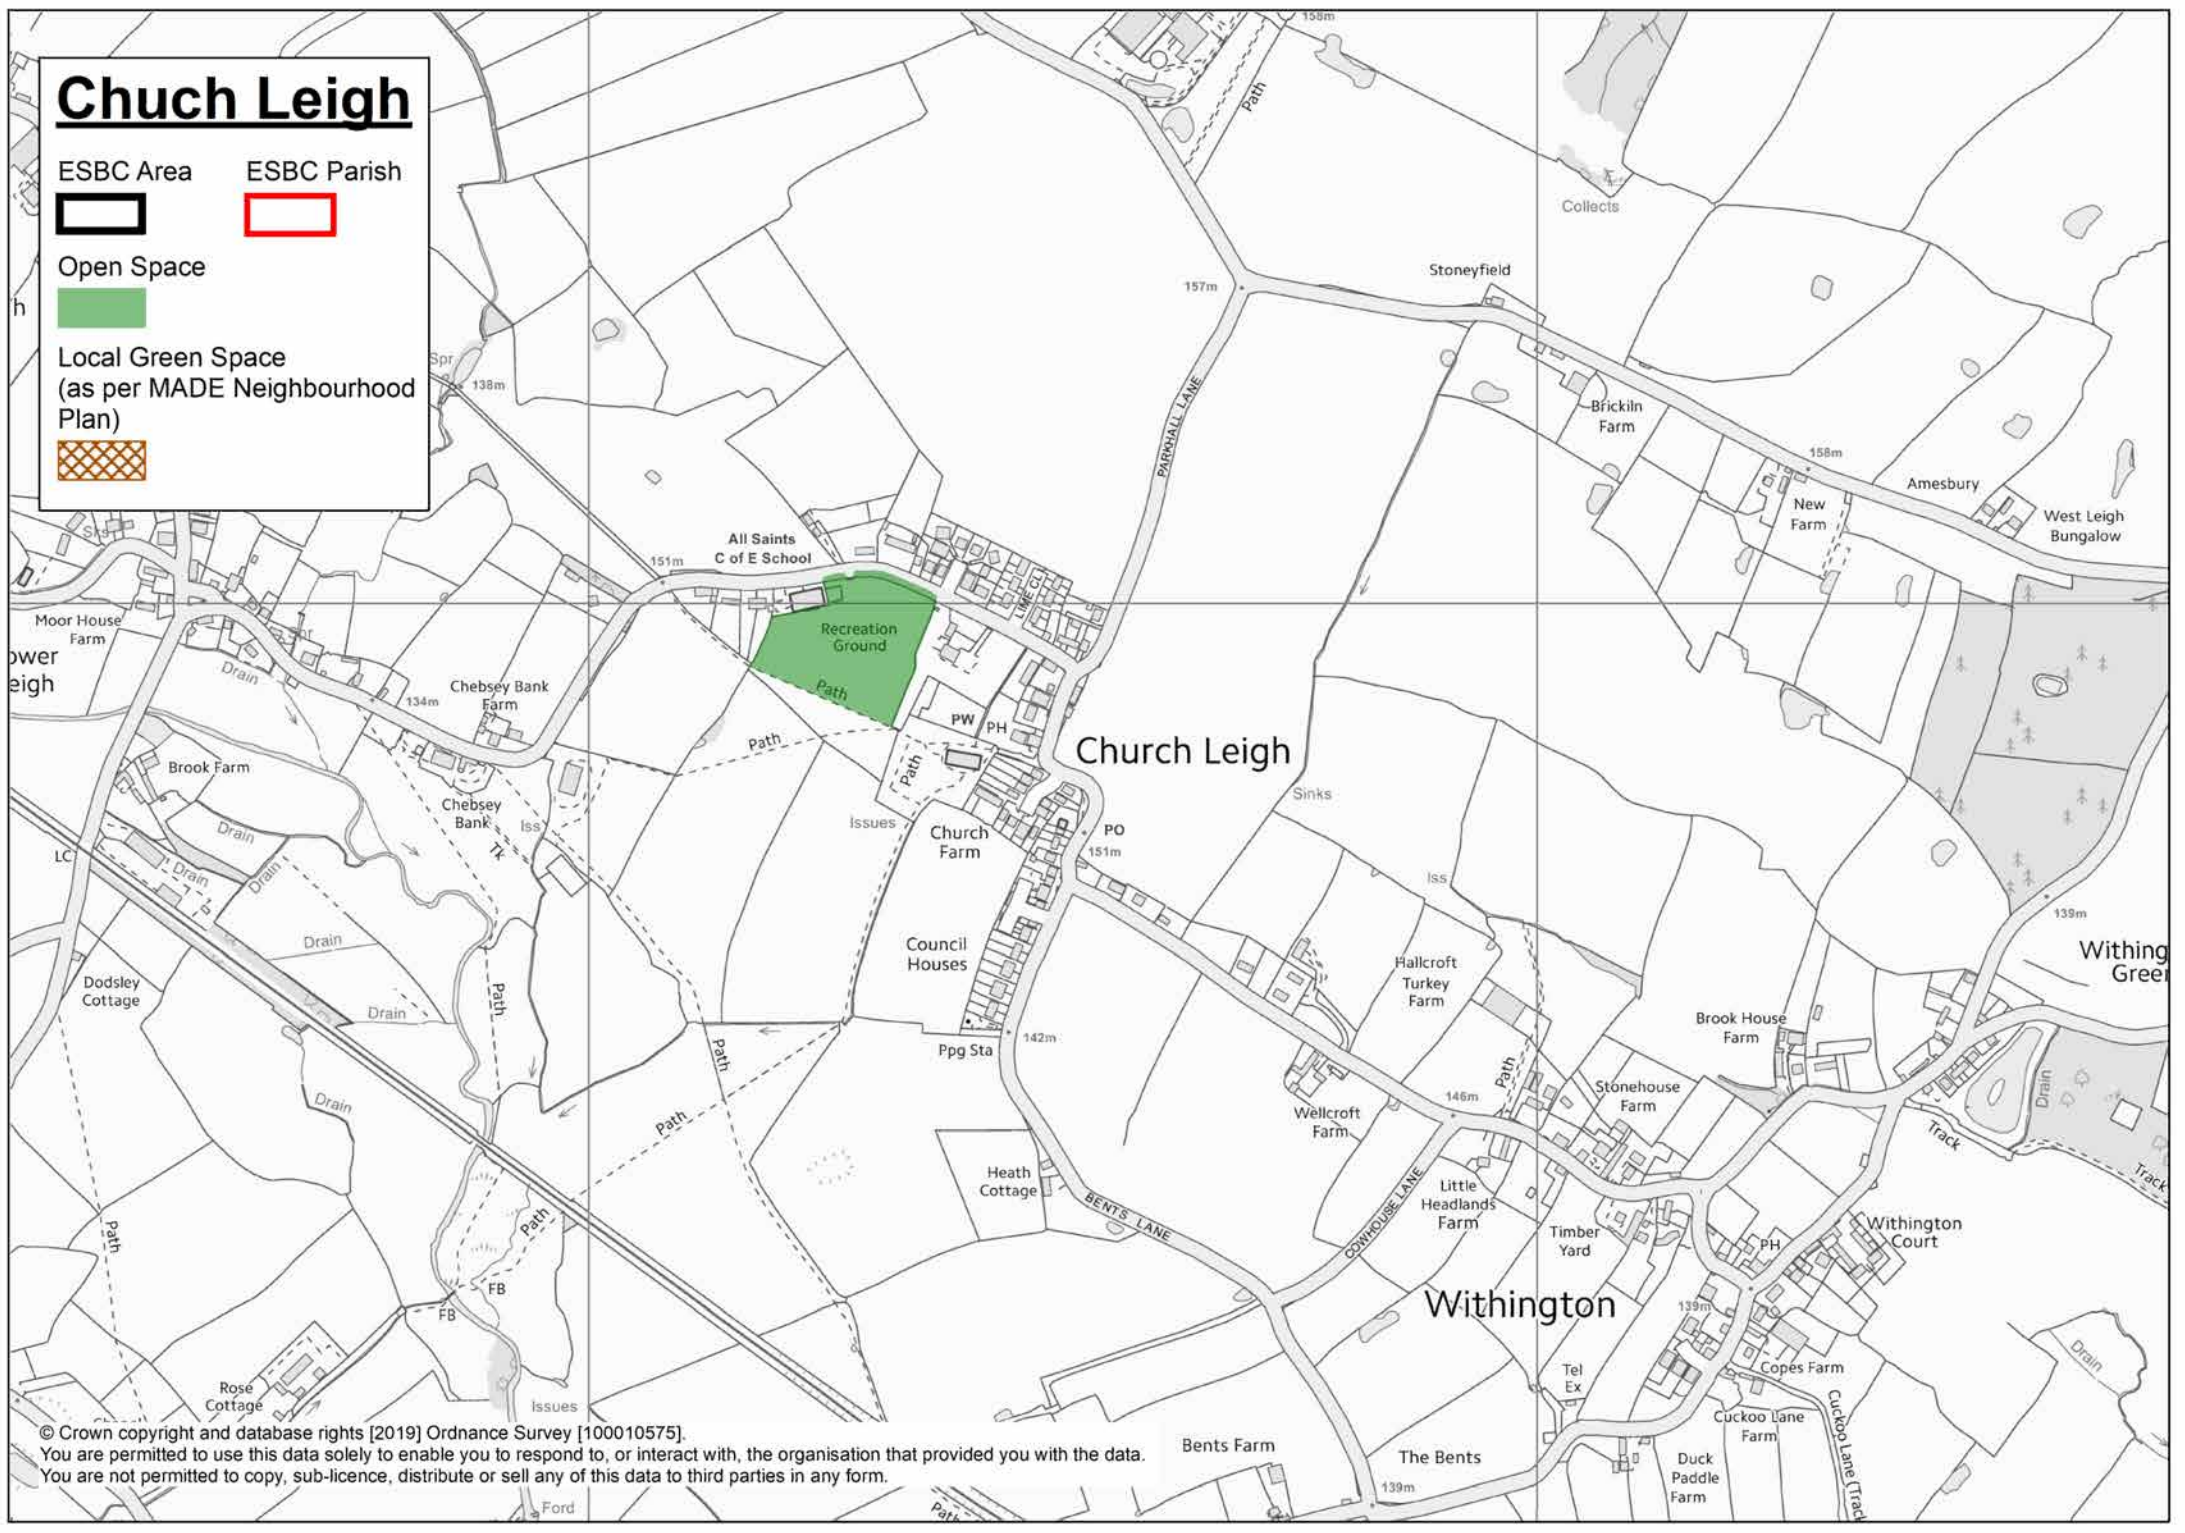 Chuch Leigh
ESBC Area
ESBC Parish
Open Space
Local Green Space
(as per MADE Neighbourhood
Plan)
158m
Path
Collects
h
157m
Stoneyfield
Spr
138m
PARKHALL LANE
Brickiln
Farm
158m
Amesbury
New
Farm
West Leigh
Bungalow
All Saints
C of E School
151m
LIME CL
Moor House
Farm
Spr
Recreation
Ground
Path
ower
eigh
Drain
134m
Chebsey Bank
Farm
PW
PH
Path
Path
Church Leigh
Brook Farm
Chebsey
Bank
Tk
Iss
Sinks
Issues
Church
Farm
PO
151m
LC
Drain
Drain
Drain
Iss
139m
Drain
Council
Houses
Hallcroft
Turkey
Farm
Withing
Green
Dodsley
Cottage
Path
Drain
Brook House
Farm
Ppg Sta
142m
Path
Path
Drain
Path
146m
Stonehouse
Farm
Drain
Wellcroft
Farm
Track
Track
Heath
Cottage
BENTS LANE
COWHOUSE LANE
Little
Headlands
Farm
Timber
Yard
PH
Withington
Court
Path
Path
FB
FB
Withington
139m
Drain
Rose
Cottage
Issues
Tel
Ex
Copes Farm
Cuckoo Lane
Farm
Cuckoo Lane (Track
© Crown copyright and database rights [2019] Ordnance Survey [100010575].
You are permitted to use this data solely to enable you to respond to, or interact with, the organisation that provided you with the data.
You are not permitted to copy, sub-licence, distribute or sell any of this data to third parties in any form.
Bents Farm
The Bents
Duck
Paddle
Farm
139m
Ford
Path